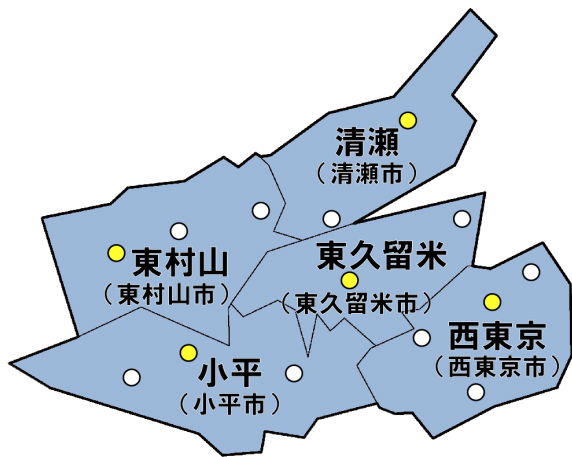 清瀬
（清瀬市）
東久留米
（東久留米市）
東村山
（東村山市）
西東京
（西東京市）
小平
（小平市）